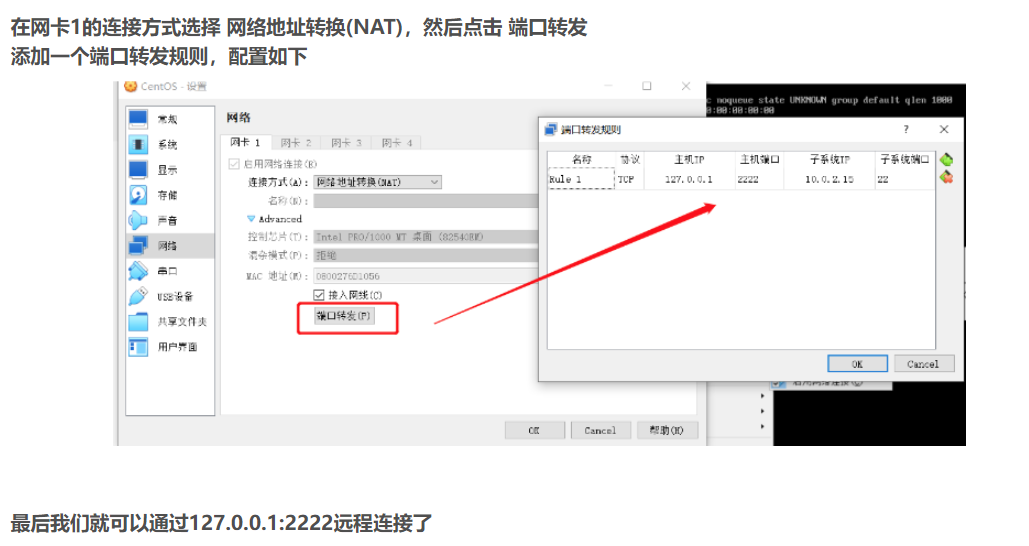 在网卡1的连接方式选择 网络地址转换(NAT)，然后点击 端口转发
添加一个端口转发规则，配置如下
CentOS - 设置
常规
系统
显示
存储
声音
网络
串口
USB设备
共享文件夹
用户界面
网络
网卡 1 网卡 2 网卡 3 网卡 4
启用网络连接(E)
连接方式(A)： 网络地址转换(NAT)
名称(N)：
Advanced
控制芯片(T)： Intel PRO/1000 MT 桌面 (82540EM)
混杂模式(P)： 拒绝
MAC 地址(M)： 0800276D1056
接入网线(C)
端口转发(P)
OK Cancel 帮助(H)
noqueue state UNKNOWN group default qlen 1000
端口转发规则
名称 协议 主机IP 主机端口 子系统IP 子系统端口
Rule 1 TCP 127.0.0.1 2222 10.0.2.15 22
OK Cancel
最后我们就可以通过127.0.0.1:2222远程连接了